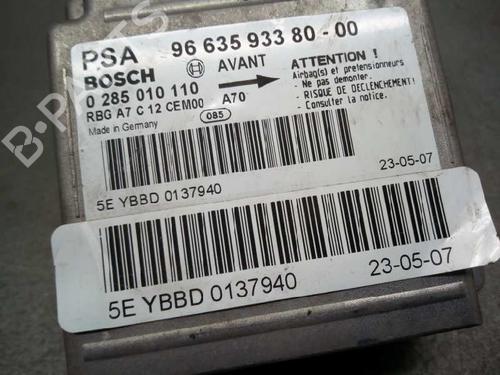 PSA 96 635 933 80-00
BOSCH AVANT ATTENTION !
0 285 010 110 Airbag(s) et pretensionneurs
RBG A7 C 12 CEM00 A70 - Ne pas demonter.
- RISQUE DE DECLENCHEMENT!
Made in Germany 085 - Consulter la notice.
5E YBBD 0137940 23-05-07
5E YBBD 0137940 23-05-07